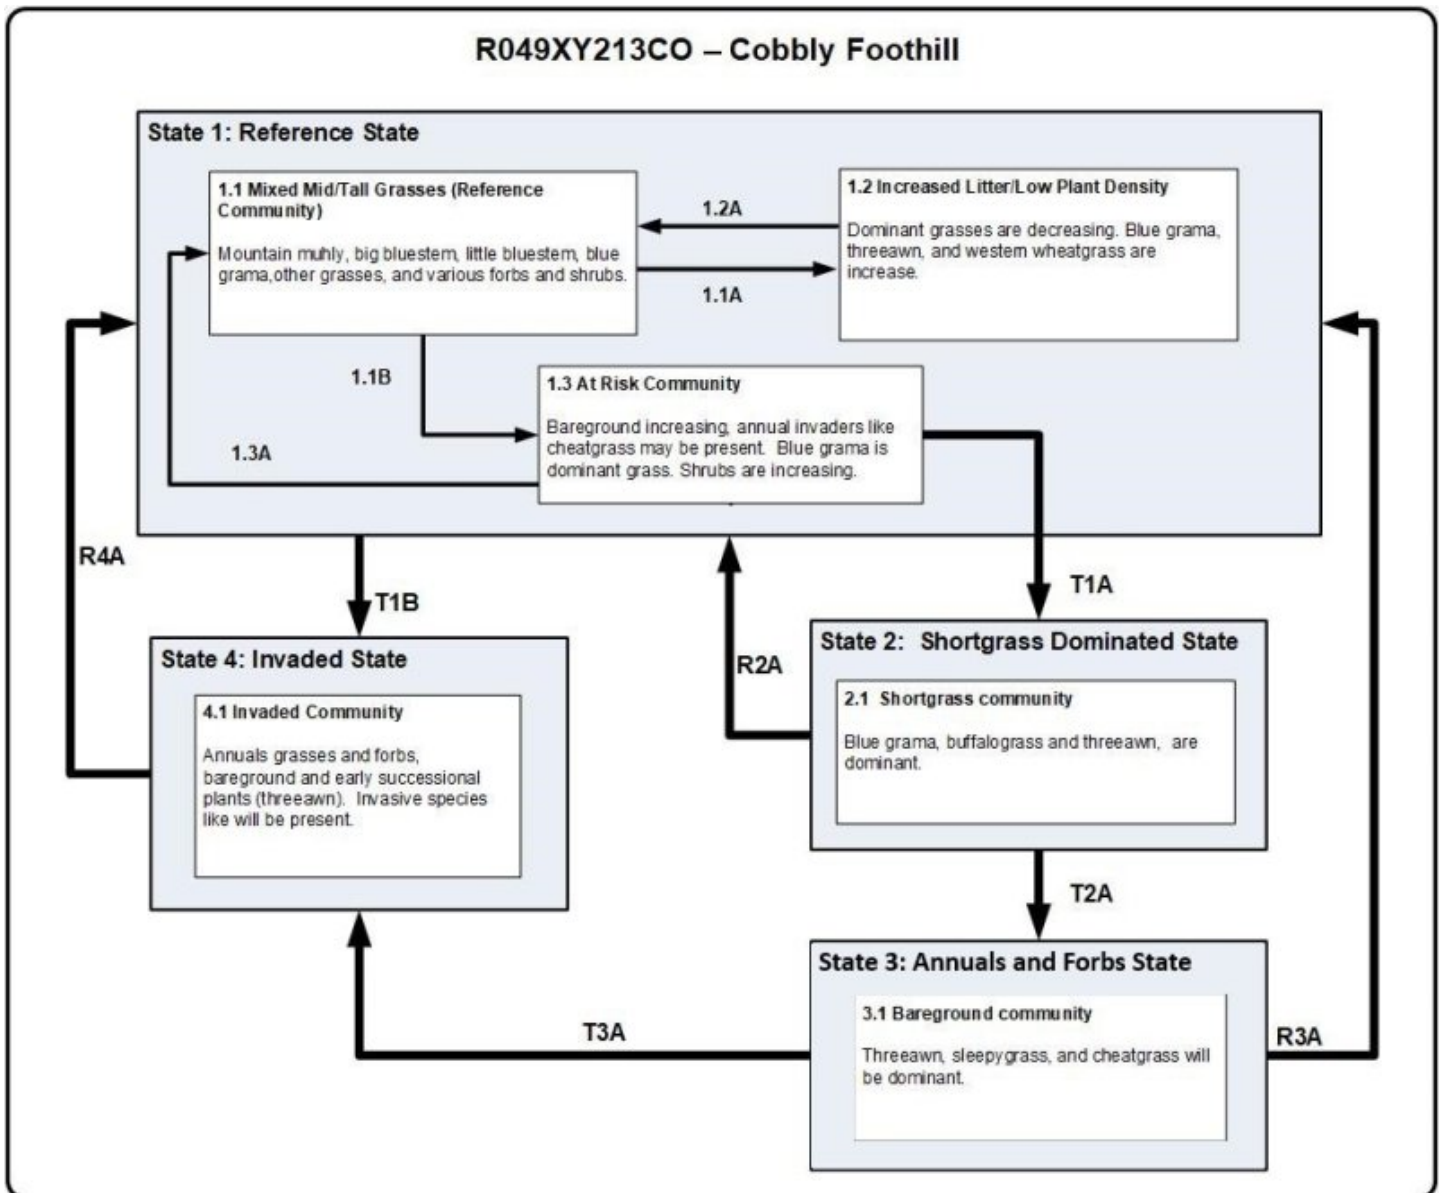 R049XY213CO – Cobbly Foothill
State 1: Reference State
1.1 Mixed Mid/Tall Grasses (Reference
Community)
Mountain muhly, big bluestem, little bluestem, blue
grama,other grasses, and various forbs and shrubs.
1.2A
1.1A
1.2 Increased Litter/Low Plant Density
Dominant grasses are decreasing. Blue grama,
threeawn, and western wheatgrass are
increase.
1.1B
1.3A
1.3 At Risk Community
Bareground increasing, annual invaders like
cheatgrass may be present. Blue grama is
dominant grass. Shrubs are increasing.
R4A
T1B
T1A
State 4: Invaded State
4.1 Invaded Community
Annuals grasses and forbs,
bareground and early successional
plants (threeawn). Invasive species
like will be present.
R2A
State 2: Shortgrass Dominated State
2.1 Shortgrass community
Blue grama, buffalograss and threeawn, are
dominant.
T2A
State 3: Annuals and Forbs State
3.1 Bareground community
Threeawn, sleepygrass, and cheatgrass will
be dominant.
T3A
R3A